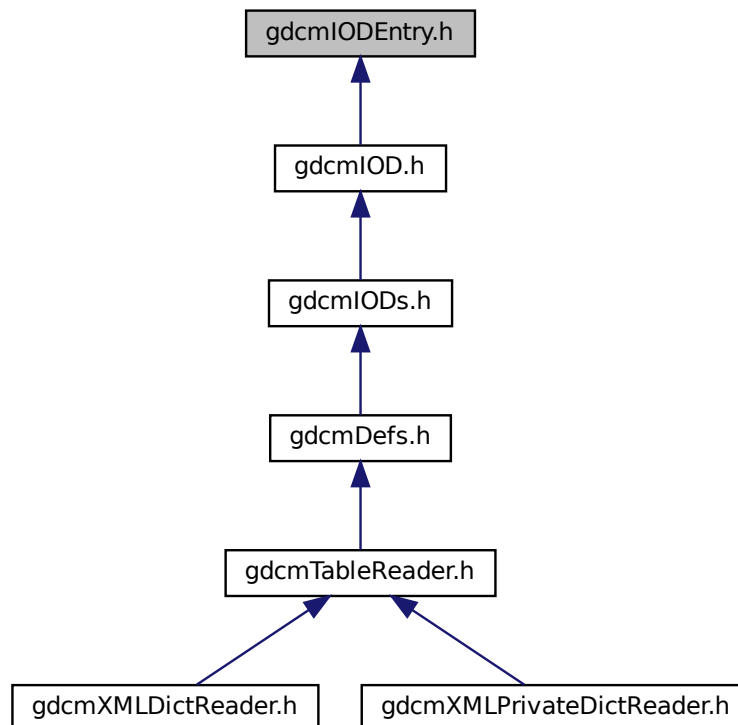 gdcmIODEntry.h
gdcmIOD.h
gdcmIODs.h
gdcmDefs.h
gdcmTableReader.h
gdcmXMLDictReader.h
gdcmXMLPrivateDictReader.h